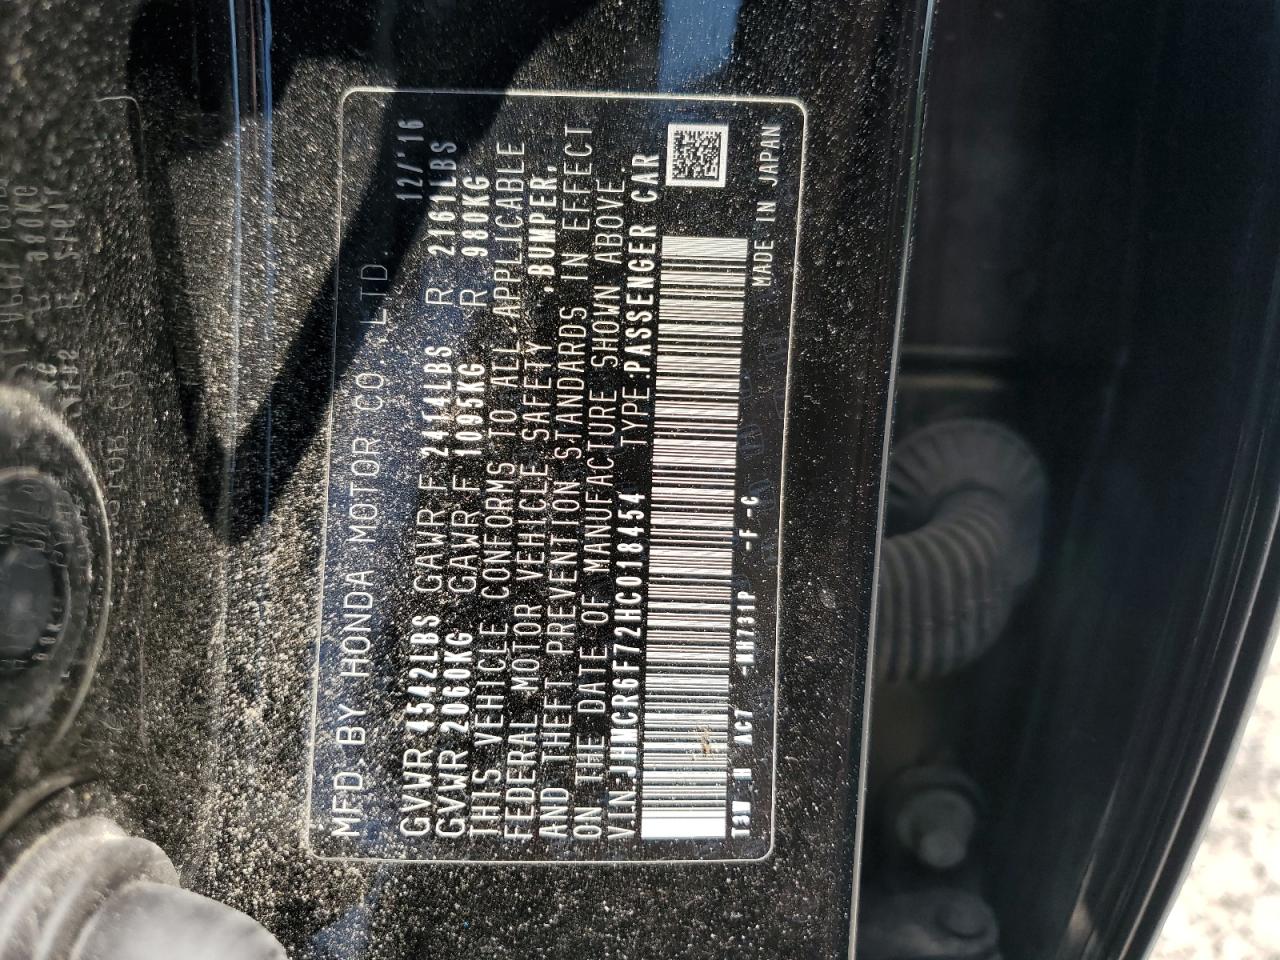 MFD. BY HONDA MOTOR CO., LTD. 12/'16
GVWR 4542LBS GAWR F 2414LBS R 2161LBS
GVWR 2060KG GAWR F 1095KG R 980KG
THIS VEHICLE CONFORMS TO ALL APPLICABLE
FEDERAL MOTOR VEHICLE SAFETY ,BUMPER,
AND THEFT PREVENTION STANDARDS IN EFFECT
ON THE DATE OF MANUFACTURE SHOWN ABOVE.
V.I.N:JHMCR6F72HC018454 TYPE:PASSENGER CAR
NH731P -F -C
MADE IN JAPAN